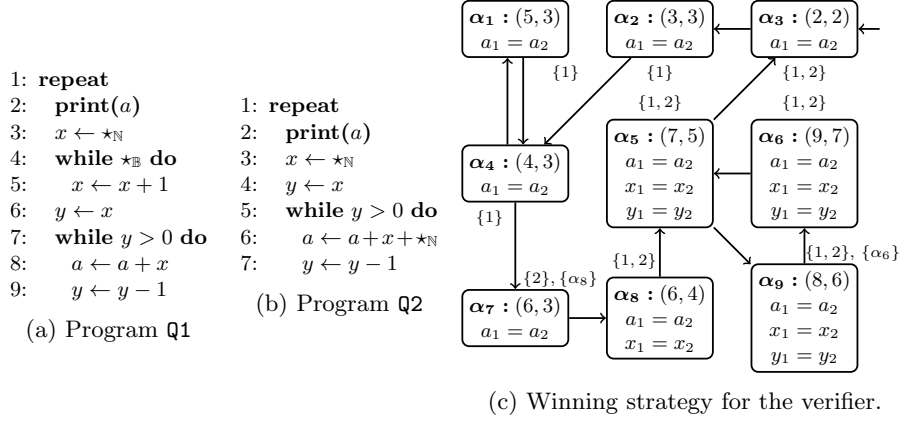 1: repeat
2: print(a)
3: x ← ⋆ℕ
4: while ⋆𝔹 do
5: x ← x + 1
6: y ← x
7: while y > 0 do
8: a ← a + x
9: y ← y − 1
(a) Program Q1
1: repeat
2: print(a)
3: x ← ⋆ℕ
4: y ← x
5: while y > 0 do
6: a ← a+x+⋆ℕ
7: y ← y − 1
(b) Program Q2
α1 : (5, 3)
a1 = a2
α2 : (3, 3)
a1 = a2
α3 : (2, 2)
a1 = a2
{1}
{1}
{1, 2}
{1, 2}
{1, 2}
α4 : (4, 3)
a1 = a2
α5 : (7, 5)
a1 = a2
x1 = x2
y1 = y2
α6 : (9, 7)
a1 = a2
x1 = x2
y1 = y2
{1}
{2}, {α8}
{1, 2}
{1, 2}, {α6}
α7 : (6, 3)
a1 = a2
α8 : (6, 4)
a1 = a2
x1 = x2
α9 : (8, 6)
a1 = a2
x1 = x2
y1 = y2
(c) Winning strategy for the verifier.